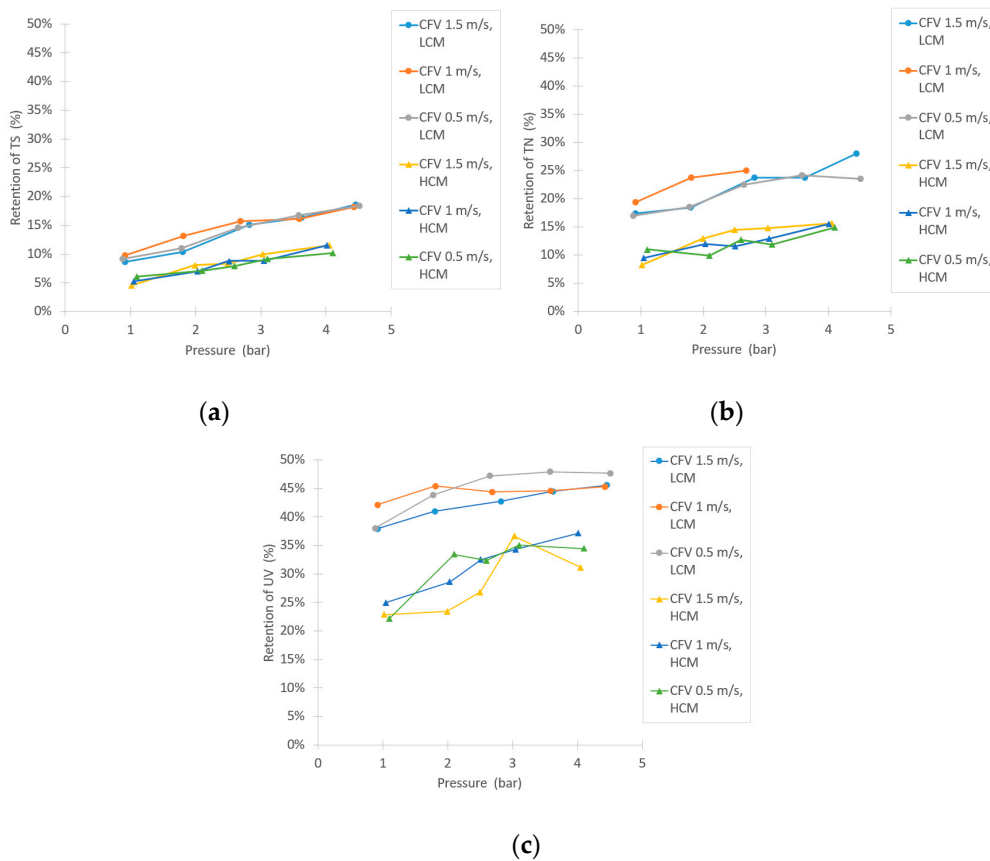 50%
45%
40%
35%
30%
25%
20%
15%
10%
5%
0%
Retention of TS (%)
0
1
2
3
4
5
Pressure (bar)
CFV 1.5 m/s,
LCM
CFV 1 m/s,
LCM
CFV 0.5 m/s,
LCM
CFV 1.5 m/s,
HCM
CFV 1 m/s,
HCM
CFV 0.5 m/s,
HCM
(a)
50%
45%
40%
35%
30%
25%
20%
15%
10%
5%
0%
Retention of TN (%)
0
1
2
3
4
5
Pressure (bar)
CFV 1.5 m/s,
LCM
CFV 1 m/s,
LCM
CFV 0.5 m/s,
LCM
CFV 1.5 m/s,
HCM
CFV 1 m/s,
HCM
CFV 0.5 m/s,
HCM
(b)
50%
45%
40%
35%
30%
25%
20%
15%
10%
5%
0%
Retention of UV (%)
0
1
2
3
4
5
Pressure (bar)
CFV 1.5 m/s,
LCM
CFV 1 m/s,
LCM
CFV 0.5 m/s,
LCM
CFV 1.5 m/s,
HCM
CFV 1 m/s,
HCM
CFV 0.5 m/s,
HCM
(c)